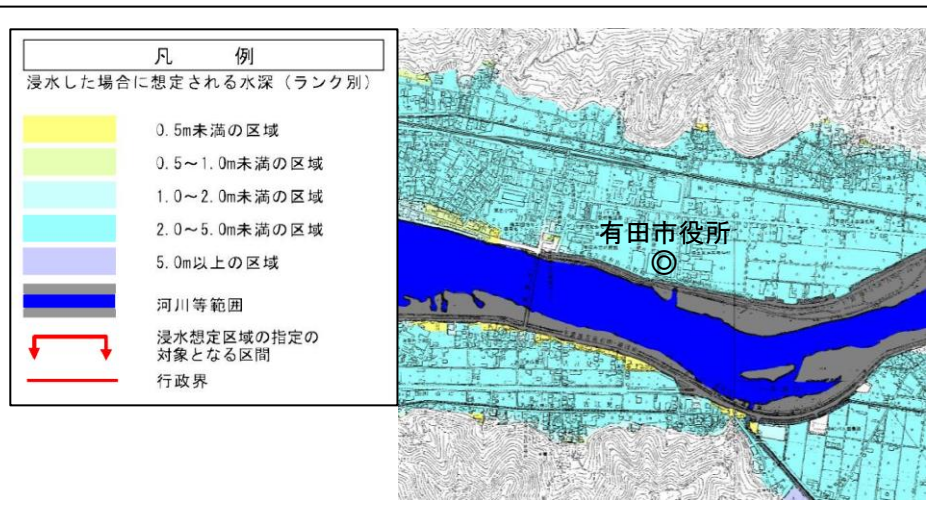 凡 例
浸水した場合に想定される水深（ランク別）
0.5m未満の区域
0.5～1.0m未満の区域
1.0～2.0m未満の区域
2.0～5.0m未満の区域
5.0m以上の区域
河川等範囲
浸水想定区域の指定の
対象となる区間
行政界
有田市役所